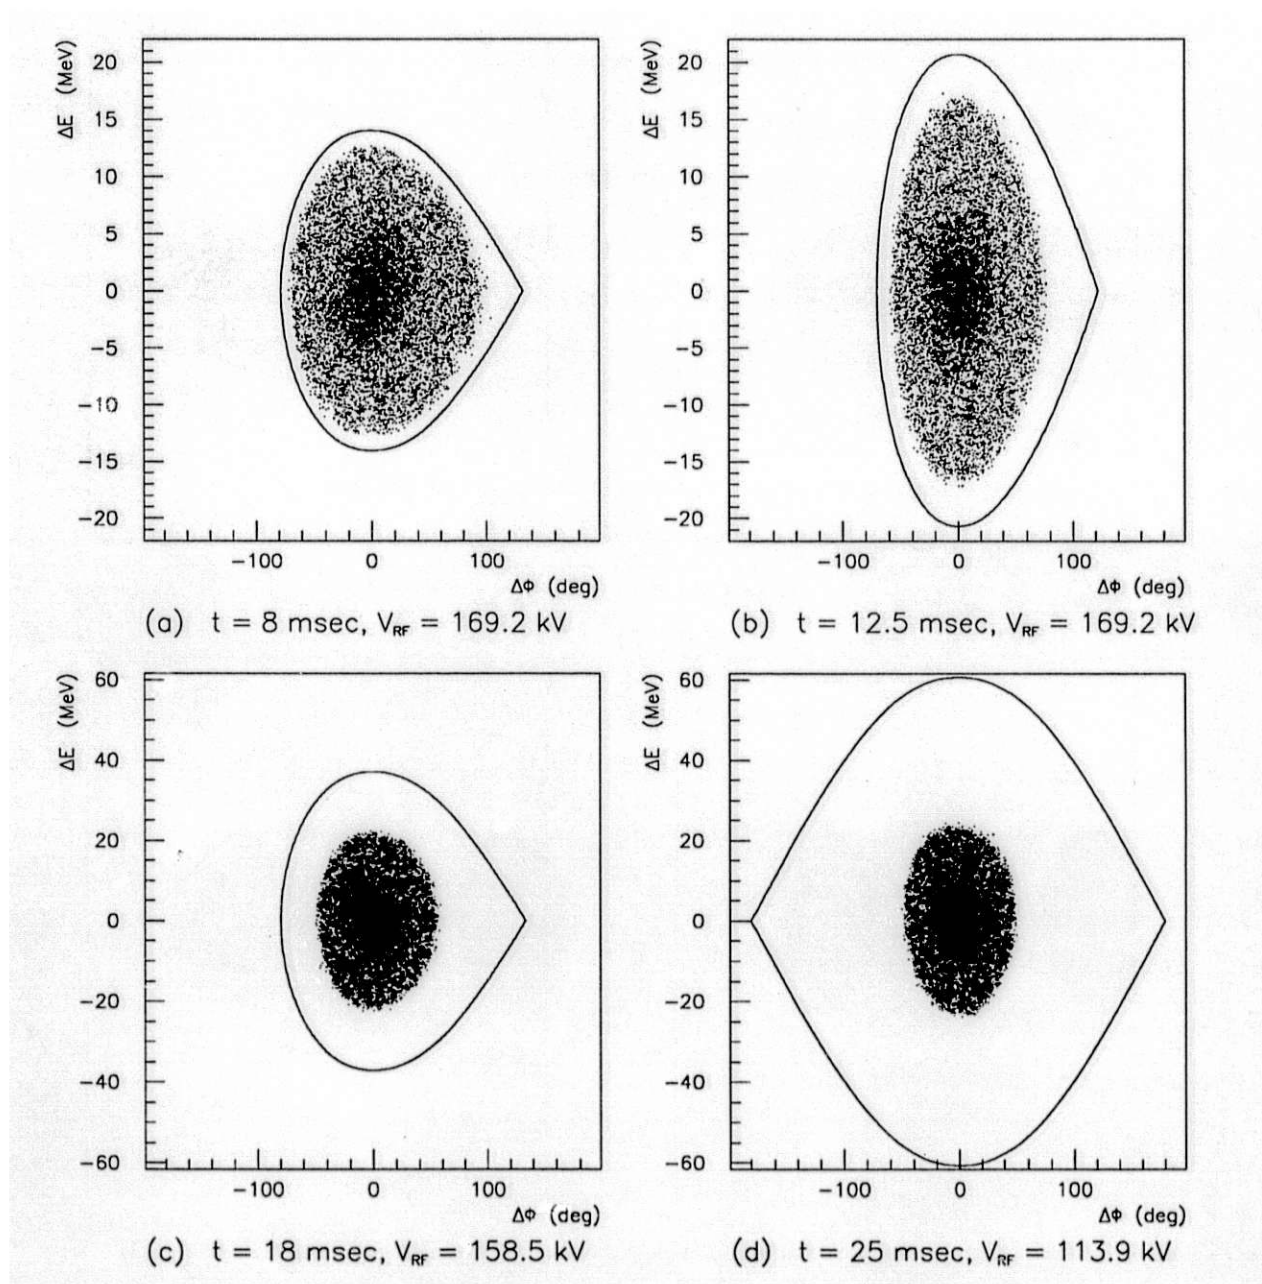 ΔE (MeV)
20
15
10
5
0
−5
−10
−15
−20
−100 0 100
ΔΦ (deg)
(a) t = 8 msec, VRF = 169.2 kV
ΔE (MeV)
20
15
10
5
0
−5
−10
−15
−20
−100 0 100
ΔΦ (deg)
(b) t = 12.5 msec, VRF = 169.2 kV
ΔE (MeV)
60
40
20
0
−20
−40
−60
−100 0 100
ΔΦ (deg)
(c) t = 18 msec, VRF = 158.5 kV
ΔE (MeV)
60
40
20
0
−20
−40
−60
−100 0 100
ΔΦ (deg)
(d) t = 25 msec, VRF = 113.9 kV